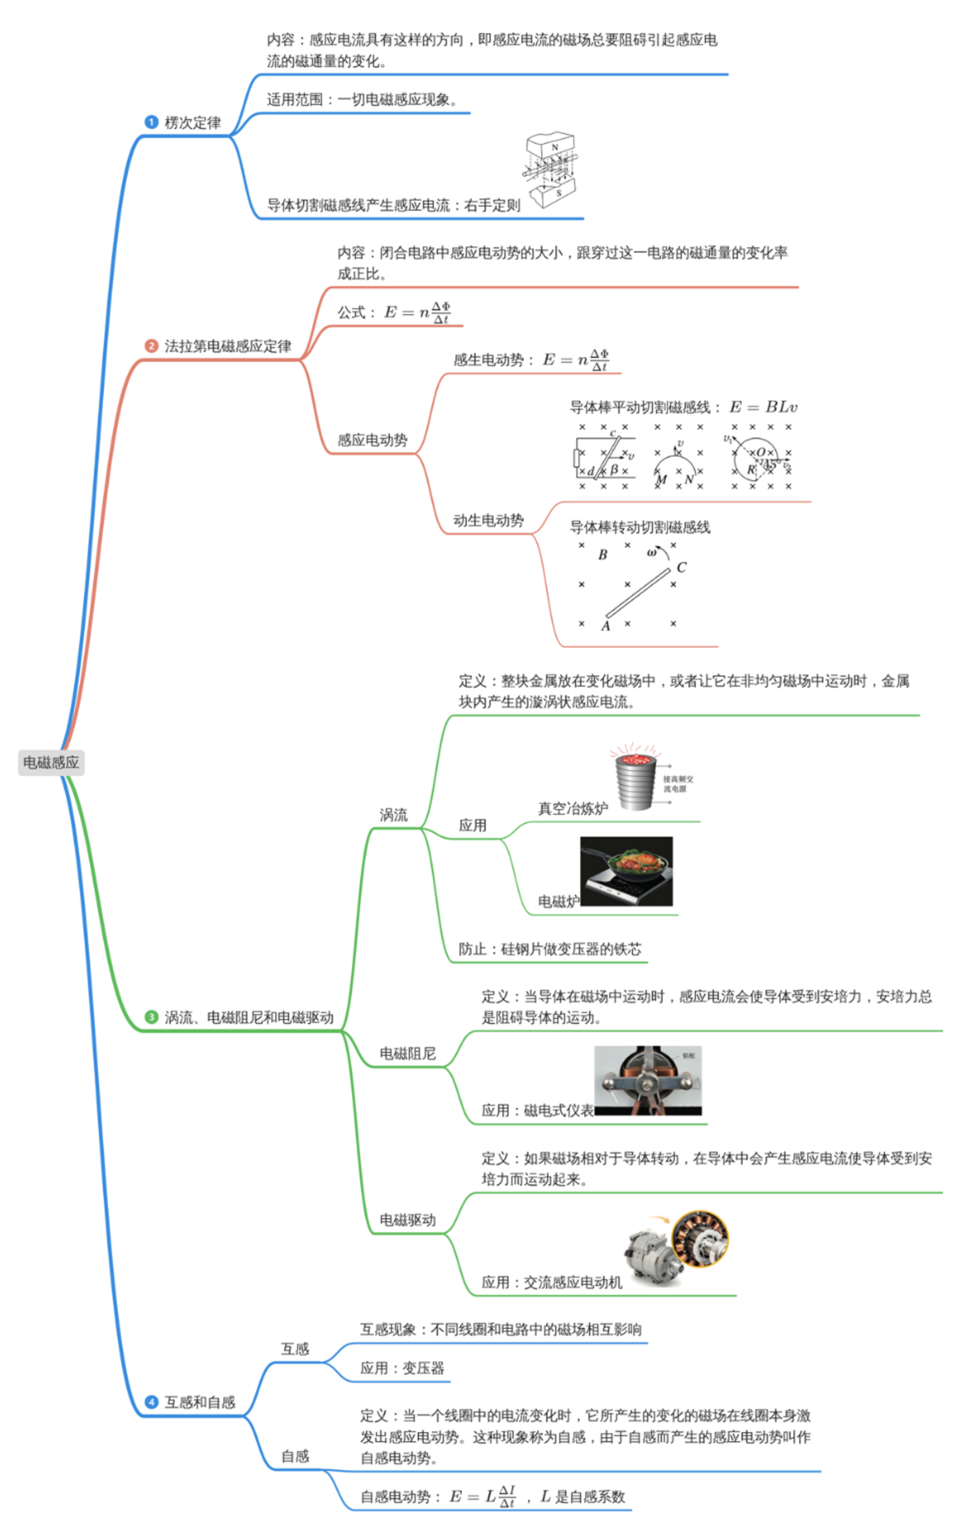 内容：感应电流具有这样的方向，即感应电流的磁场总要阻碍引起感应电
流的磁通量的变化。
适用范围：一切电磁感应现象。
1 楞次定律
N
S
导体切割磁感线产生感应电流：右手定则
内容：闭合电路中感应电动势的大小，跟穿过这一电路的磁通量的变化率
成正比。
公式： E = n ΔΦ/Δt
2 法拉第电磁感应定律
感生电动势： E = n ΔΦ/Δt
导体棒平动切割磁感线： E = BLv
c
v
d
β
v
M N
v₁
O
R
45°
感应电动势
动生电动势
导体棒转动切割磁感线
B
ω
C
A
定义：整块金属放在变化磁场中，或者让它在非均匀磁场中运动时，金属
块内产生的漩涡状感应电流。
电磁感应
接高频交
流电源
真空冶炼炉
涡流
应用
电磁炉
防止：硅钢片做变压器的铁芯
定义：当导体在磁场中运动时，感应电流会使导体受到安培力，安培力总
是阻碍导体的运动。
3 涡流、电磁阻尼和电磁驱动
电磁阻尼
应用：磁电式仪表
定义：如果磁场相对于导体转动，在导体中会产生感应电流使导体受到安
培力而运动起来。
电磁驱动
应用：交流感应电动机
互感现象：不同线圈和电路中的磁场相互影响
互感
应用：变压器
4 互感和自感
定义：当一个线圈中的电流变化时，它所产生的变化的磁场在线圈本身激
发出感应电动势。这种现象称为自感，由于自感而产生的感应电动势叫作
自感电动势。
自感
自感电动势： E = L ΔI/Δt ， L 是自感系数